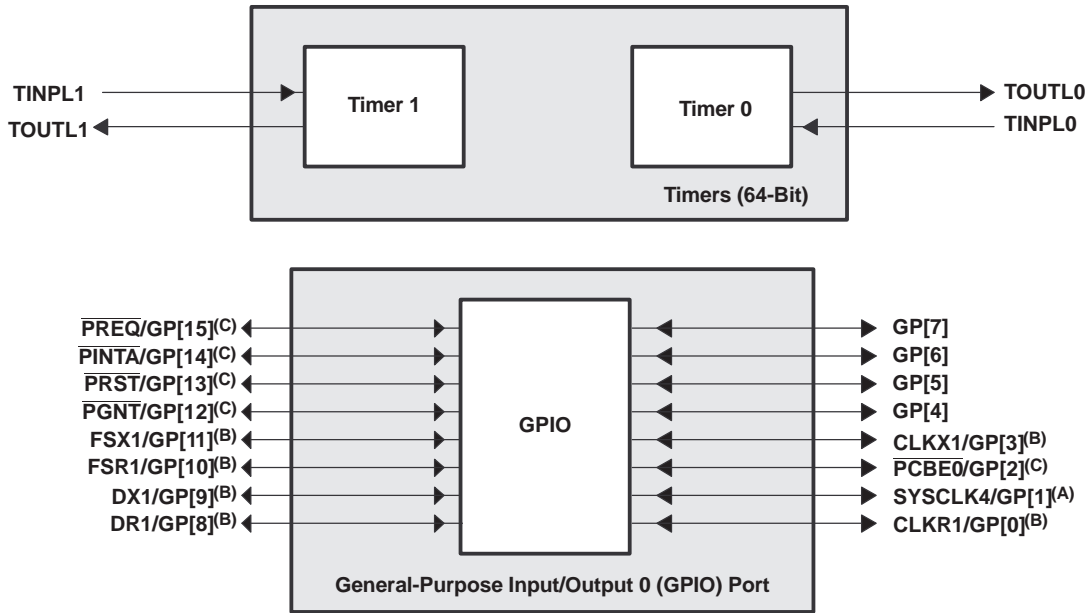 TINPL1
TOUTL1
Timer 1
Timer 0
TOUTL0
TINPL0
Timers (64-Bit)
PREQ/GP[15](C)
PINTA/GP[14](C)
PRST/GP[13](C)
PGNT/GP[12](C)
FSX1/GP[11](B)
FSR1/GP[10](B)
DX1/GP[9](B)
DR1/GP[8](B)
GPIO
GP[7]
GP[6]
GP[5]
GP[4]
CLKX1/GP[3](B)
PCBE0/GP[2](C)
SYSCLK4/GP[1](A)
CLKR1/GP[0](B)
General-Purpose Input/Output 0 (GPIO) Port